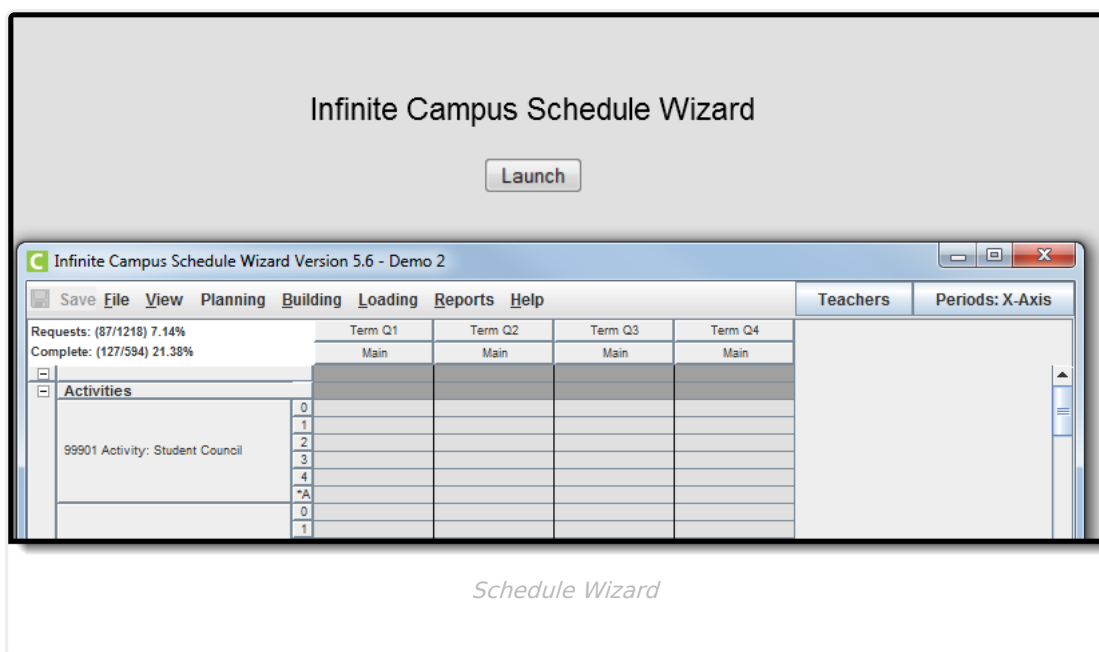 Infinite Campus Schedule Wizard
Launch
C Infinite Campus Schedule Wizard Version 5.6 - Demo 2 X
Save File View Planning Building Loading Reports Help Teachers Periods: X-Axis
Requests: (87/1218) 7.14% Term Q1 Term Q2 Term Q3 Term Q4
Complete: (127/594) 21.38% Main Main Main Main
Activities
0
1
99901 Activity: Student Council 2
3
4
*A
0
1
Schedule Wizard